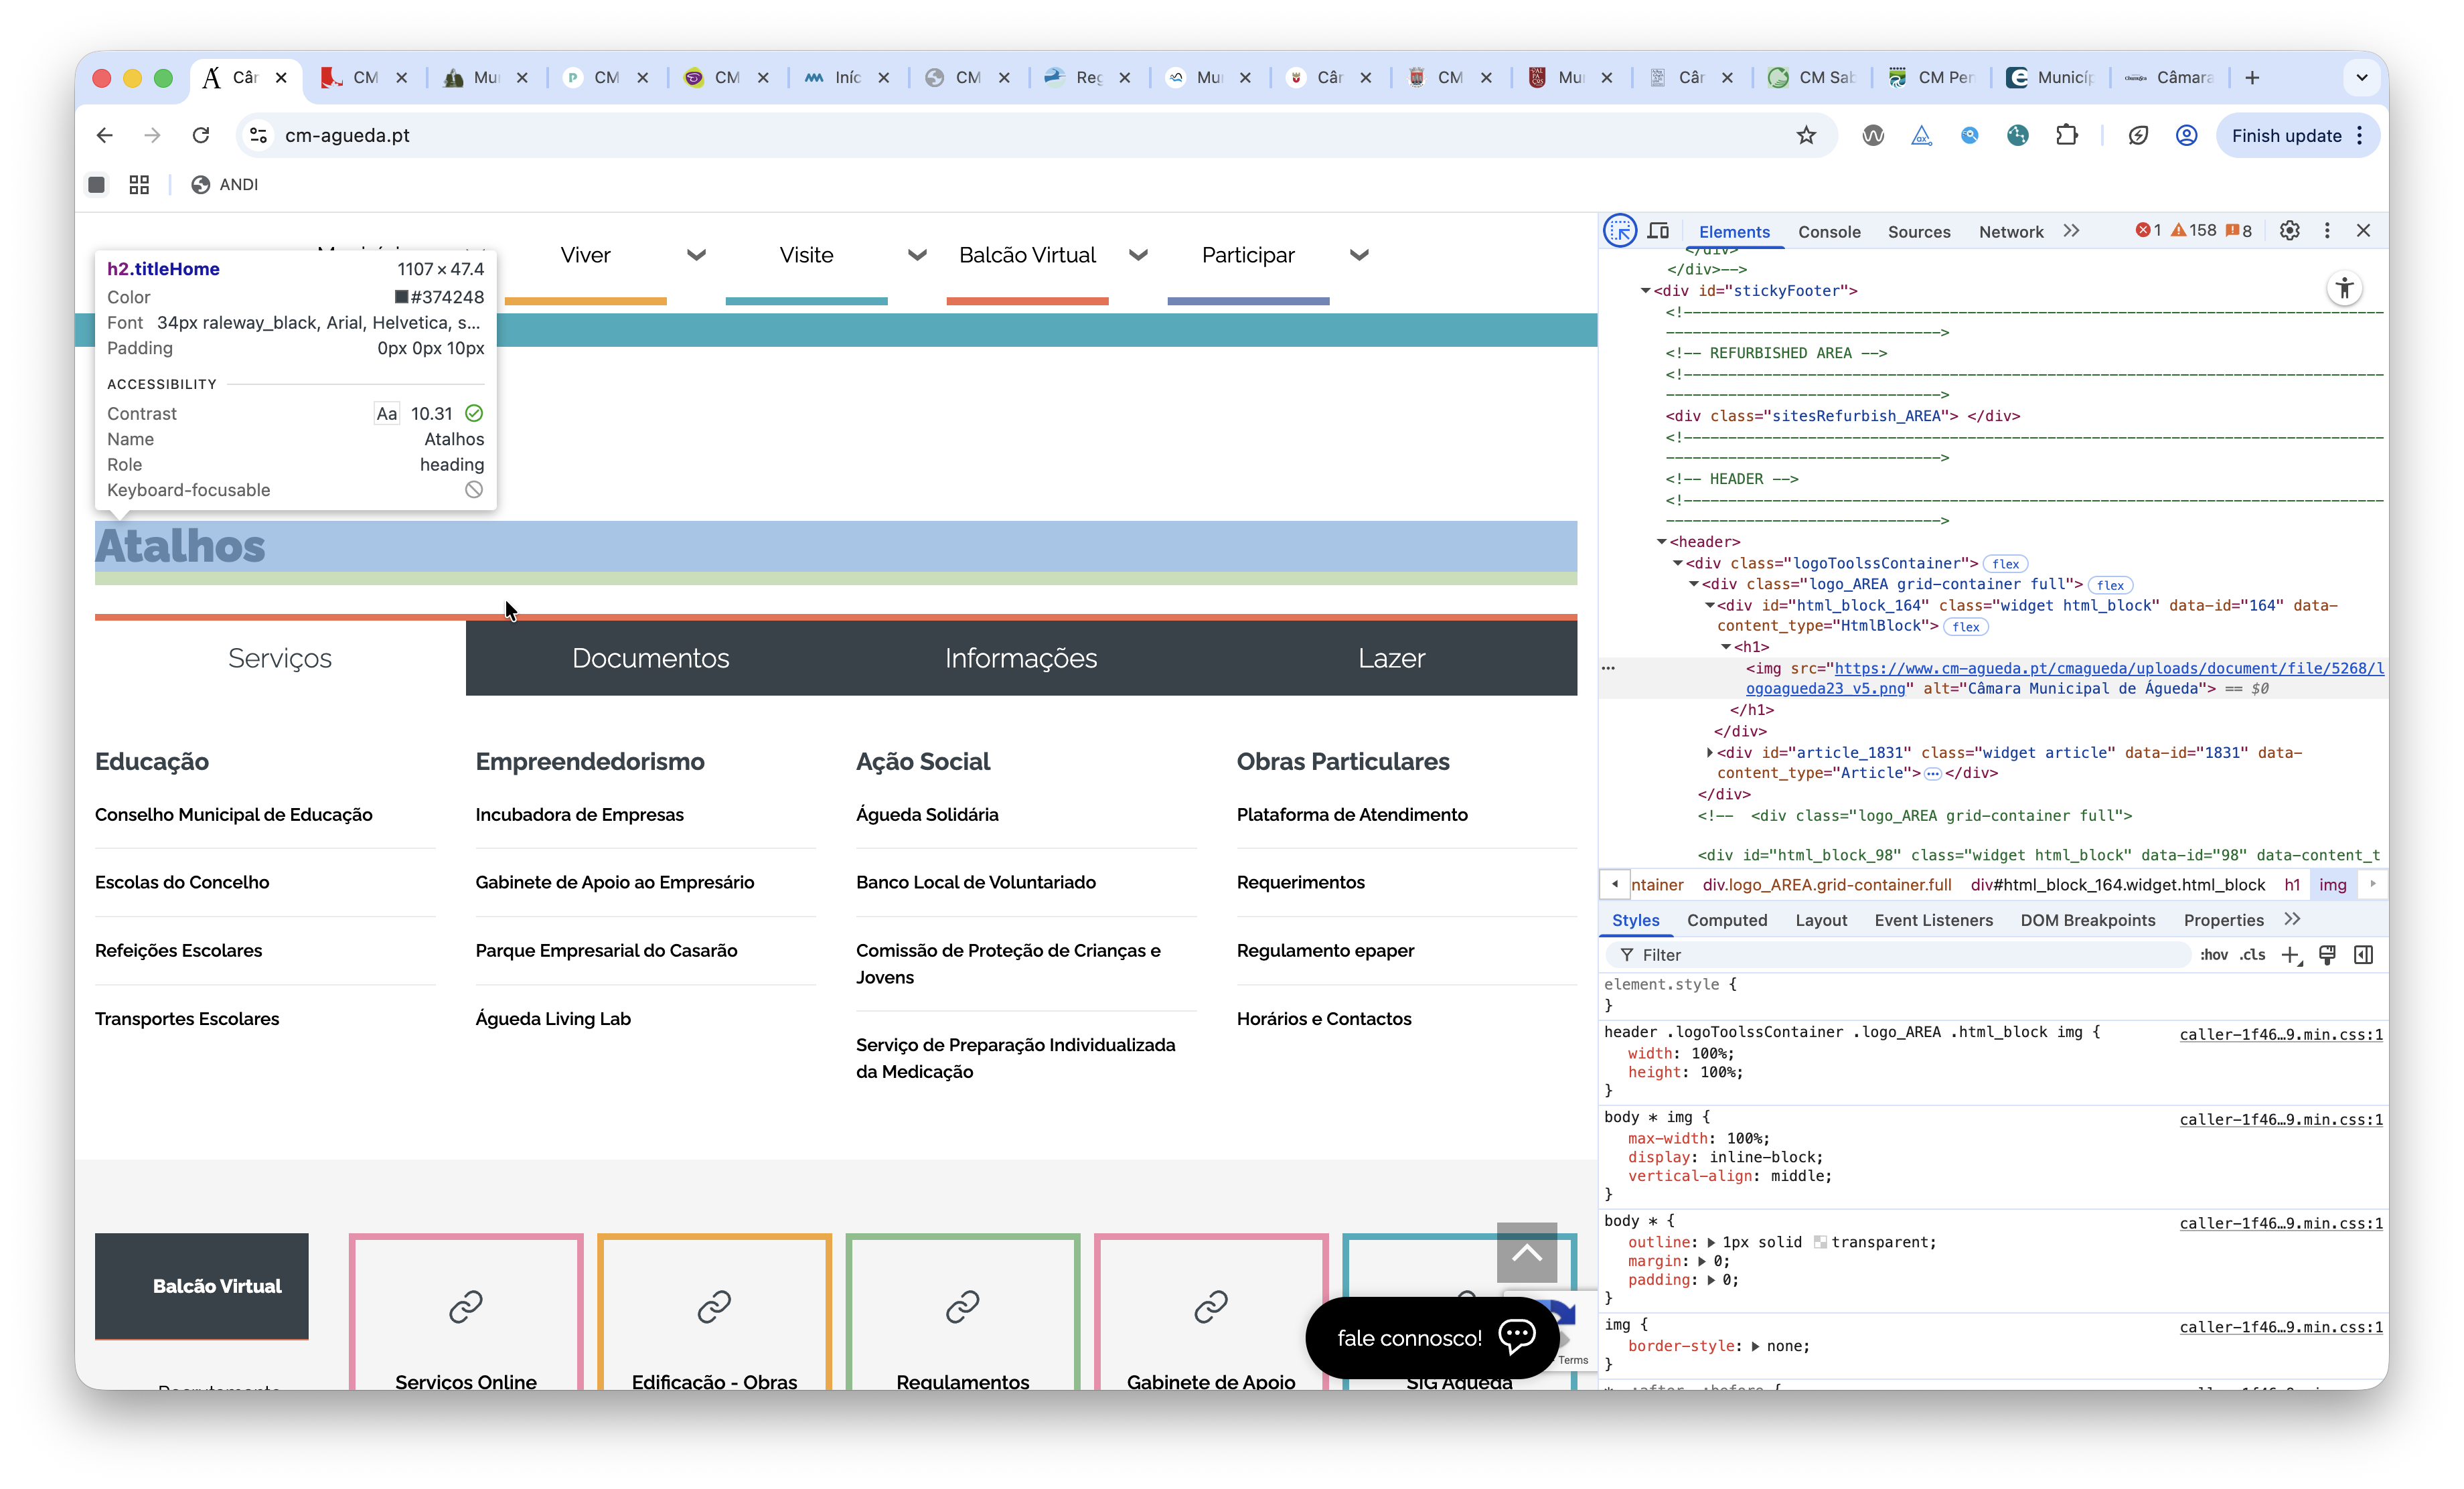 Câr
CM
Mu
CM
CM
Iníc
CM
Reg
Mu
Câr
CM
Mu
Câr
CM Sab
CM Pen
Municíp
Câmara
cm-agueda.pt
Finish update
ANDI
Viver
Visite
Balcão Virtual
Participar
h2.titleHome 1107 × 47.4
Color #374248
Font 34px raleway_black, Arial, Helvetica, s...
Padding 0px 0px 10px
ACCESSIBILITY
Contrast Aa 10.31
Name Atalhos
Role heading
Keyboard-focusable
Atalhos
Serviços
Documentos
Informações
Lazer
Educação
Conselho Municipal de Educação
Escolas do Concelho
Refeições Escolares
Transportes Escolares
Empreendedorismo
Incubadora de Empresas
Gabinete de Apoio ao Empresário
Parque Empresarial do Casarão
Águeda Living Lab
Ação Social
Águeda Solidária
Banco Local de Voluntariado
Comissão de Proteção de Crianças e
Jovens
Serviço de Preparação Individualizada
da Medicação
Obras Particulares
Plataforma de Atendimento
Requerimentos
Regulamento epaper
Horários e Contactos
Balcão Virtual
Serviços Online
Edificação - Obras
Regulamentos
Gabinete de Apoio
SIG Águeda
fale connosco!
Terms
Elements Console Sources Network 1 158 8
</div>
</div>-->
<div id="stickyFooter">
<!-- REFURBISHED AREA -->
<div class="sitesRefurbish_AREA"> </div>
<!-- HEADER -->
<header>
<div class="logoToolssContainer"> flex
<div class="logo_AREA grid-container full"> flex
<div id="html_block_164" class="widget html_block" data-id="164" data-
content_type="HtmlBlock"> flex
<h1>
<img src="https://www.cm-agueda.pt/cmagueda/uploads/document/file/5268/l
ogoagueda23_v5.png" alt="Câmara Municipal de Águeda"> == $0
</h1>
</div>
<div id="article_1831" class="widget article" data-id="1831" data-
content_type="Article"> … </div>
</div>
<!-- <div class="logo_AREA grid-container full">
<div id="html_block_98" class="widget html_block" data-id="98" data-content_t
ntainer div.logo_AREA.grid-container.full div#html_block_164.widget.html_block h1 img
Styles Computed Layout Event Listeners DOM Breakpoints Properties
Filter :hov .cls
element.style {
}
header .logoToolssContainer .logo_AREA .html_block img { caller-1f46…9.min.css:1
width: 100%;
height: 100%;
}
body * img { caller-1f46…9.min.css:1
max-width: 100%;
display: inline-block;
vertical-align: middle;
}
body * { caller-1f46…9.min.css:1
outline: 1px solid transparent;
margin: 0;
padding: 0;
}
img { caller-1f46…9.min.css:1
border-style: none;
}